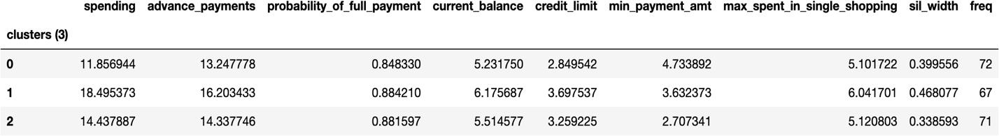 spending advance_payments probability_of_full_payment current_balance credit_limit min_payment_amt max_spent_in_single_shopping sil_width freq
clusters (3)
0 11.856944 13.247778 0.848330 5.231750 2.849542 4.733892 5.101722 0.399556 72
1 18.495373 16.203433 0.884210 6.175687 3.697537 3.632373 6.041701 0.468077 67
2 14.437887 14.337746 0.881597 5.514577 3.259225 2.707341 5.120803 0.338593 71